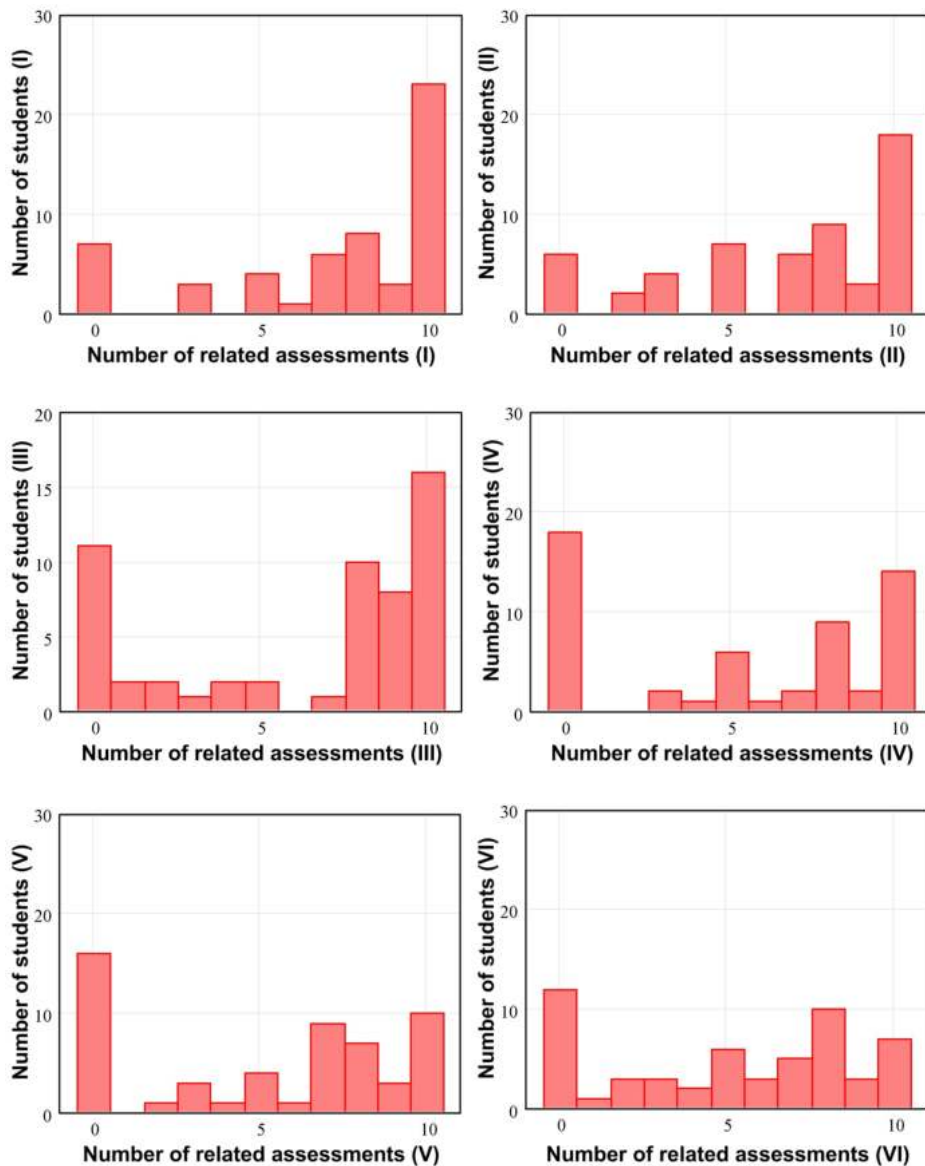 30
20
10
0
0 5 10
Number of students (I)
Number of related assessments (I)
30
20
10
0
0 5 10
Number of students (II)
Number of related assessments (II)
20
15
10
5
0
0 5 10
Number of students (III)
Number of related assessments (III)
30
20
10
0
0 5 10
Number of students (IV)
Number of related assessments (IV)
30
20
10
0
0 5 10
Number of students (V)
Number of related assessments (V)
30
20
10
0
0 5 10
Number of students (VI)
Number of related assessments (VI)